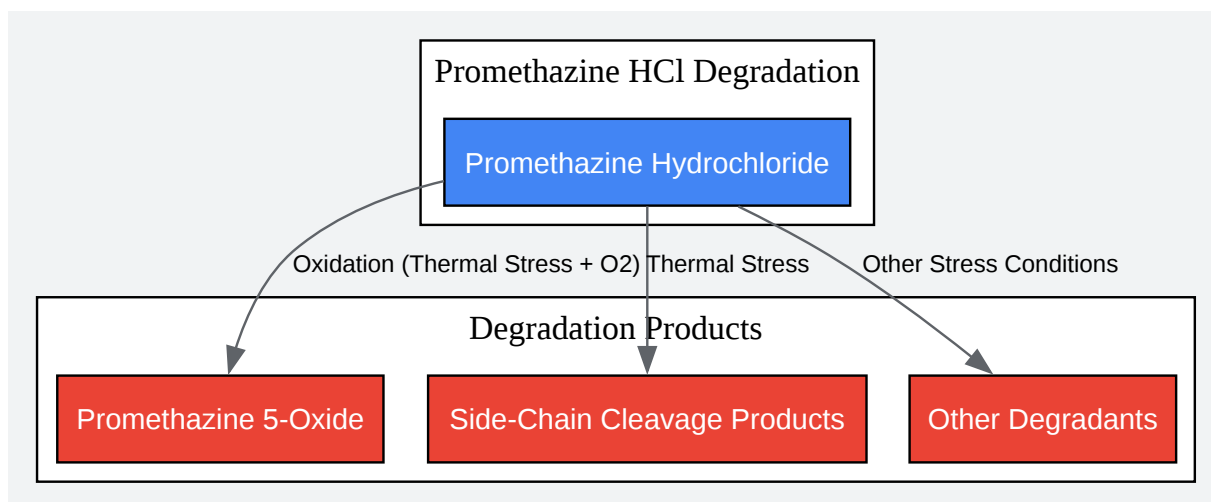 Promethazine HCl Degradation
Promethazine Hydrochloride
Oxidation (Thermal Stress + O2)
Thermal Stress
Other Stress Conditions
Degradation Products
Promethazine 5-Oxide
Side-Chain Cleavage Products
Other Degradants